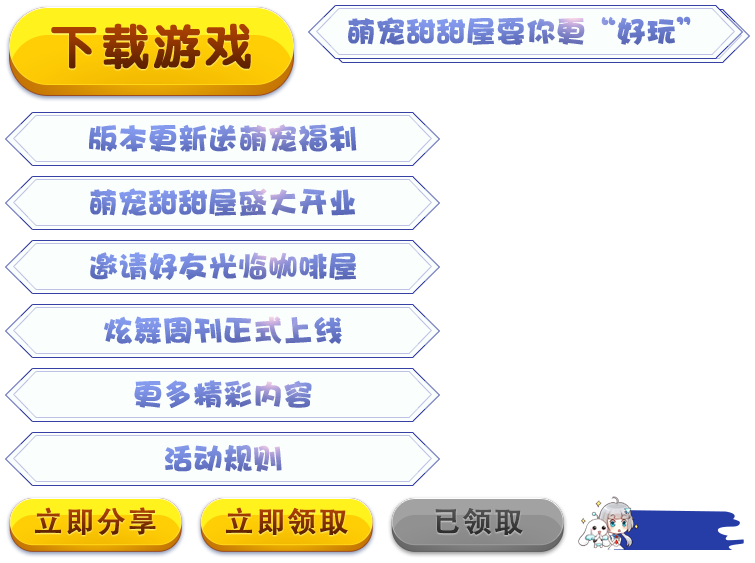 下载游戏
萌宠甜甜屋要你更“好玩”
版本更新送萌宠福利
萌宠甜甜屋盛大开业
邀请好友光临咖啡屋
炫舞周刊正式上线
更多精彩内容
活动规则
立即分享
立即领取
已领取